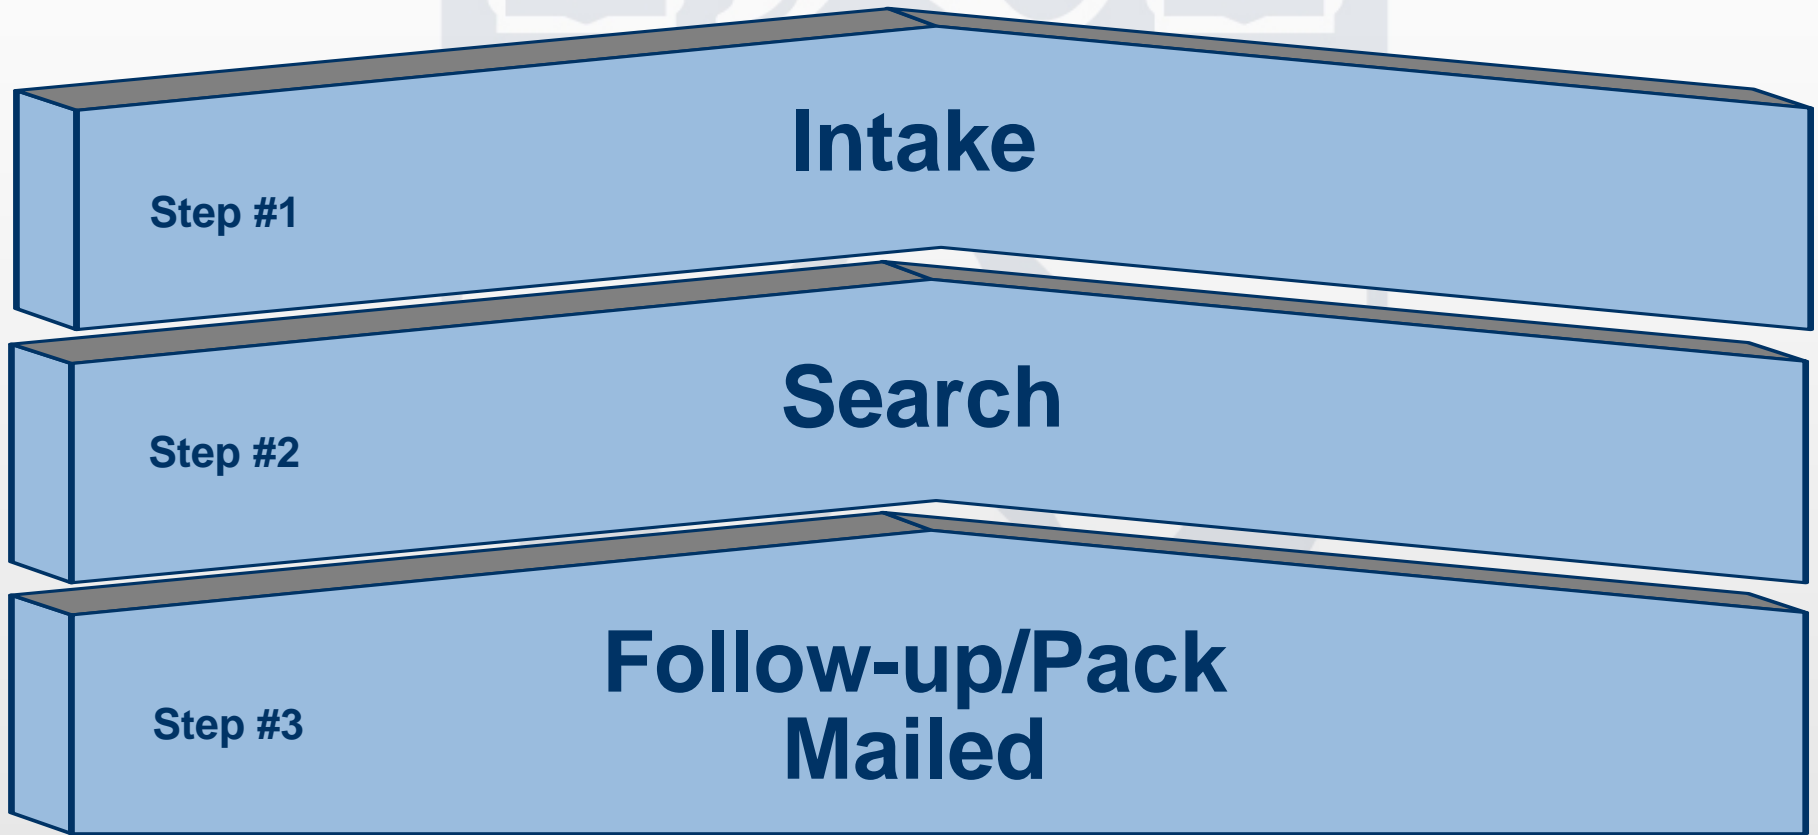 Intake
Step #1
Search
Step #2
Follow-up/Pack
Mailed
Step #3